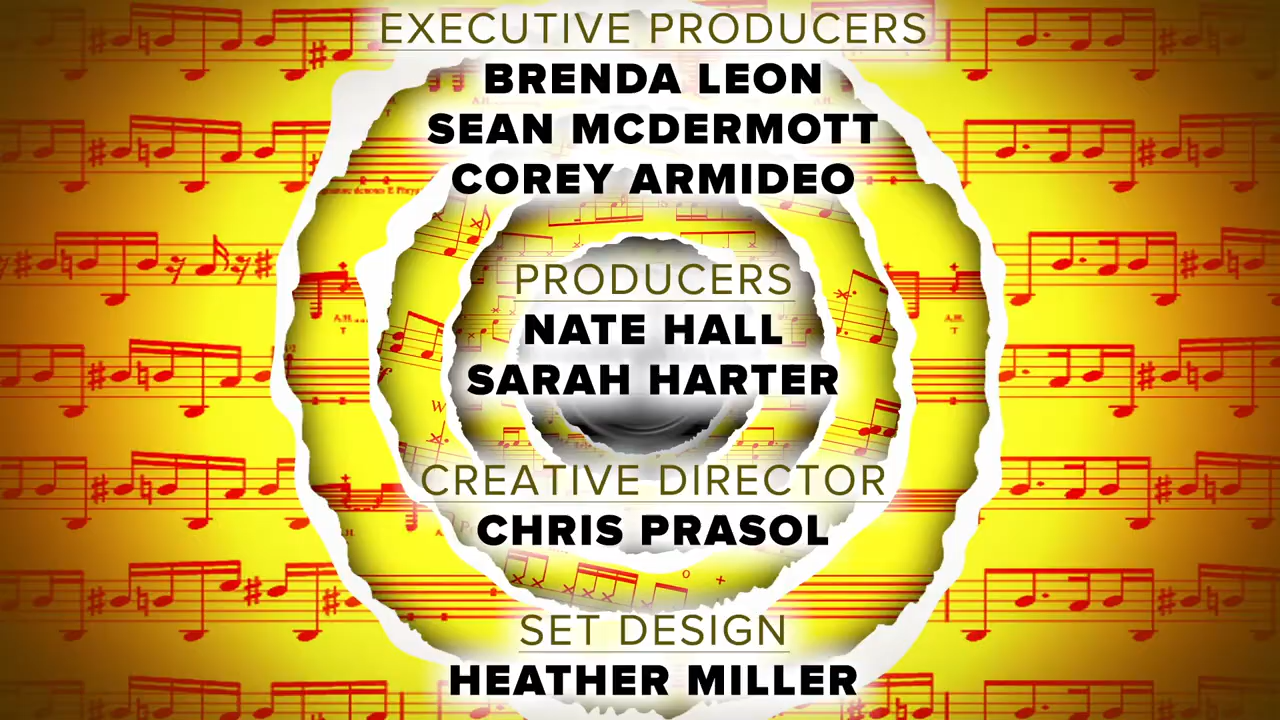 EXECUTIVE PRODUCERS
BRENDA LEON
SEAN MCDERMOTT
COREY ARMIDEO
PRODUCERS
NATE HALL
SARAH HARTER
CREATIVE DIRECTOR
CHRIS PRASOL
SET DESIGN
HEATHER MILLER